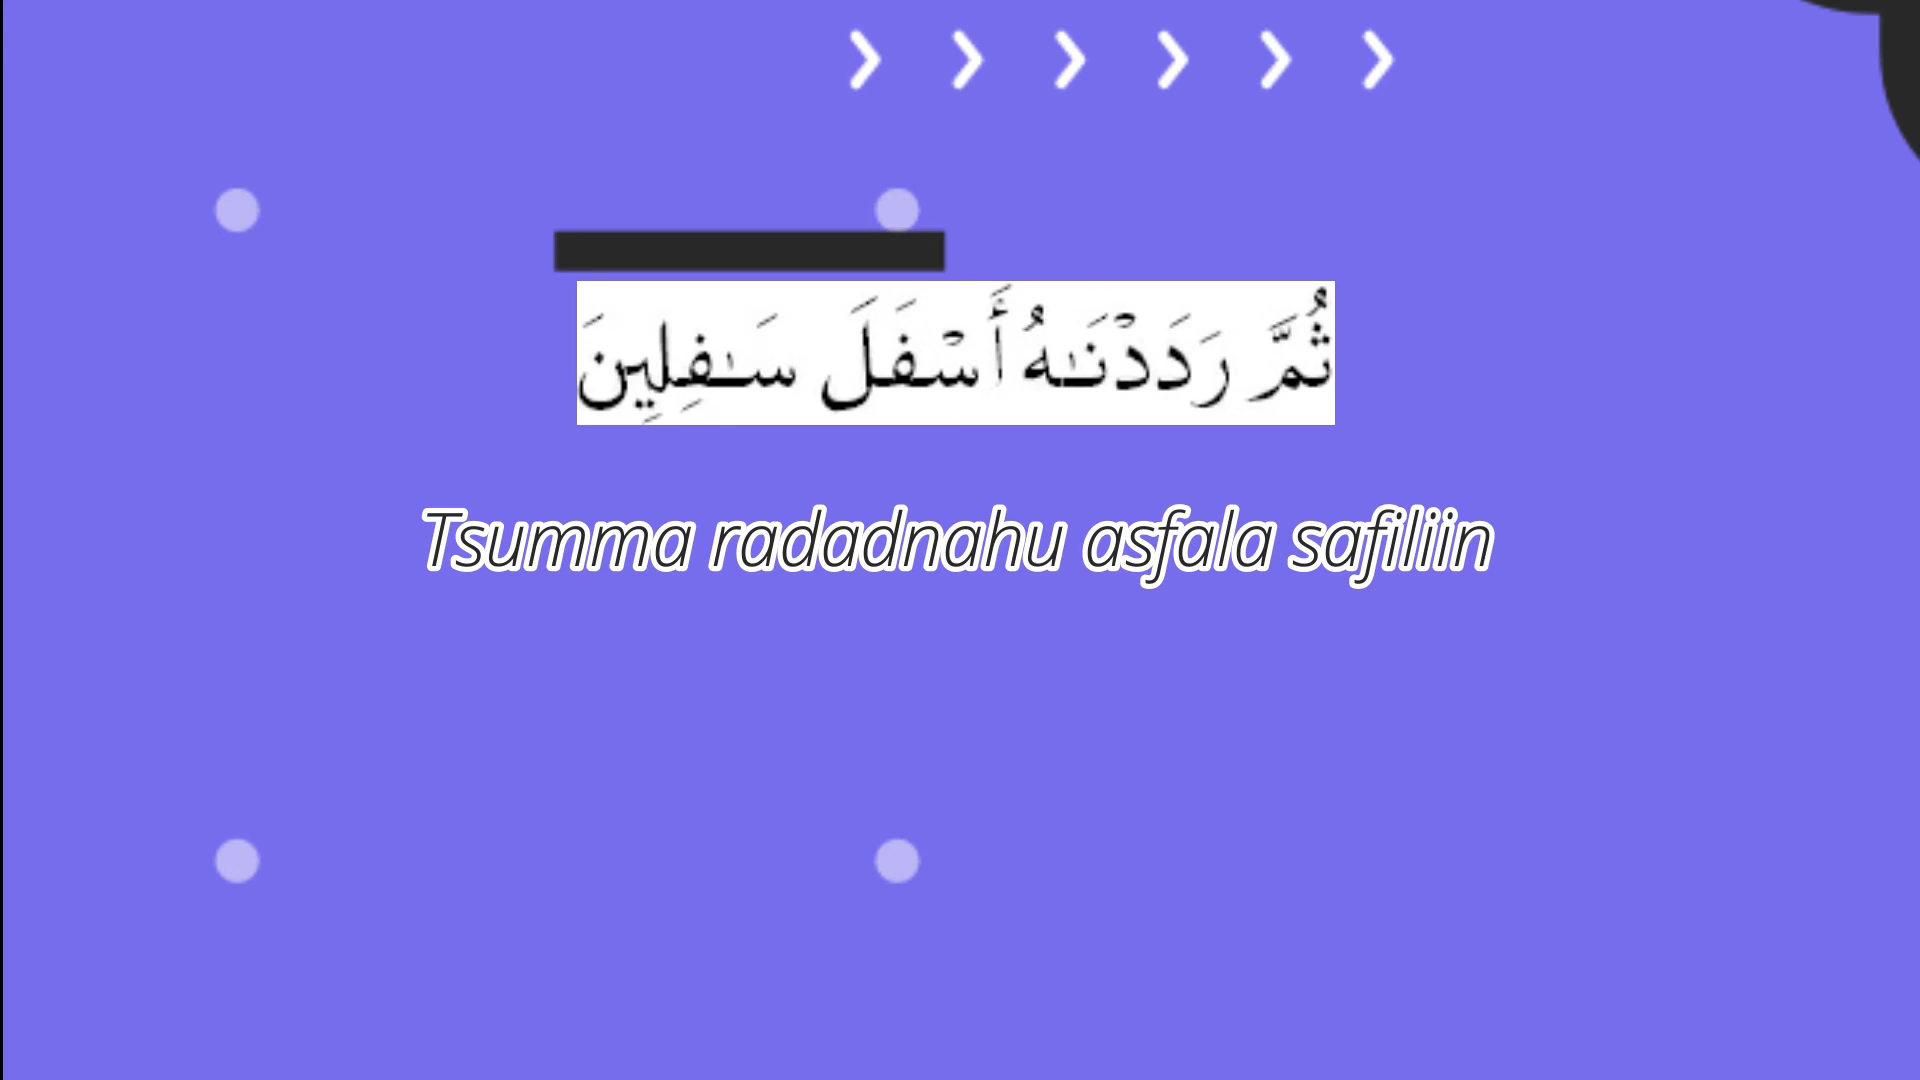 ثُمَّ رَدَدْنَـٰهُ أَسْفَلَ سَـٰفِلِينَ
Tsumma radadnahu asfala safiliin